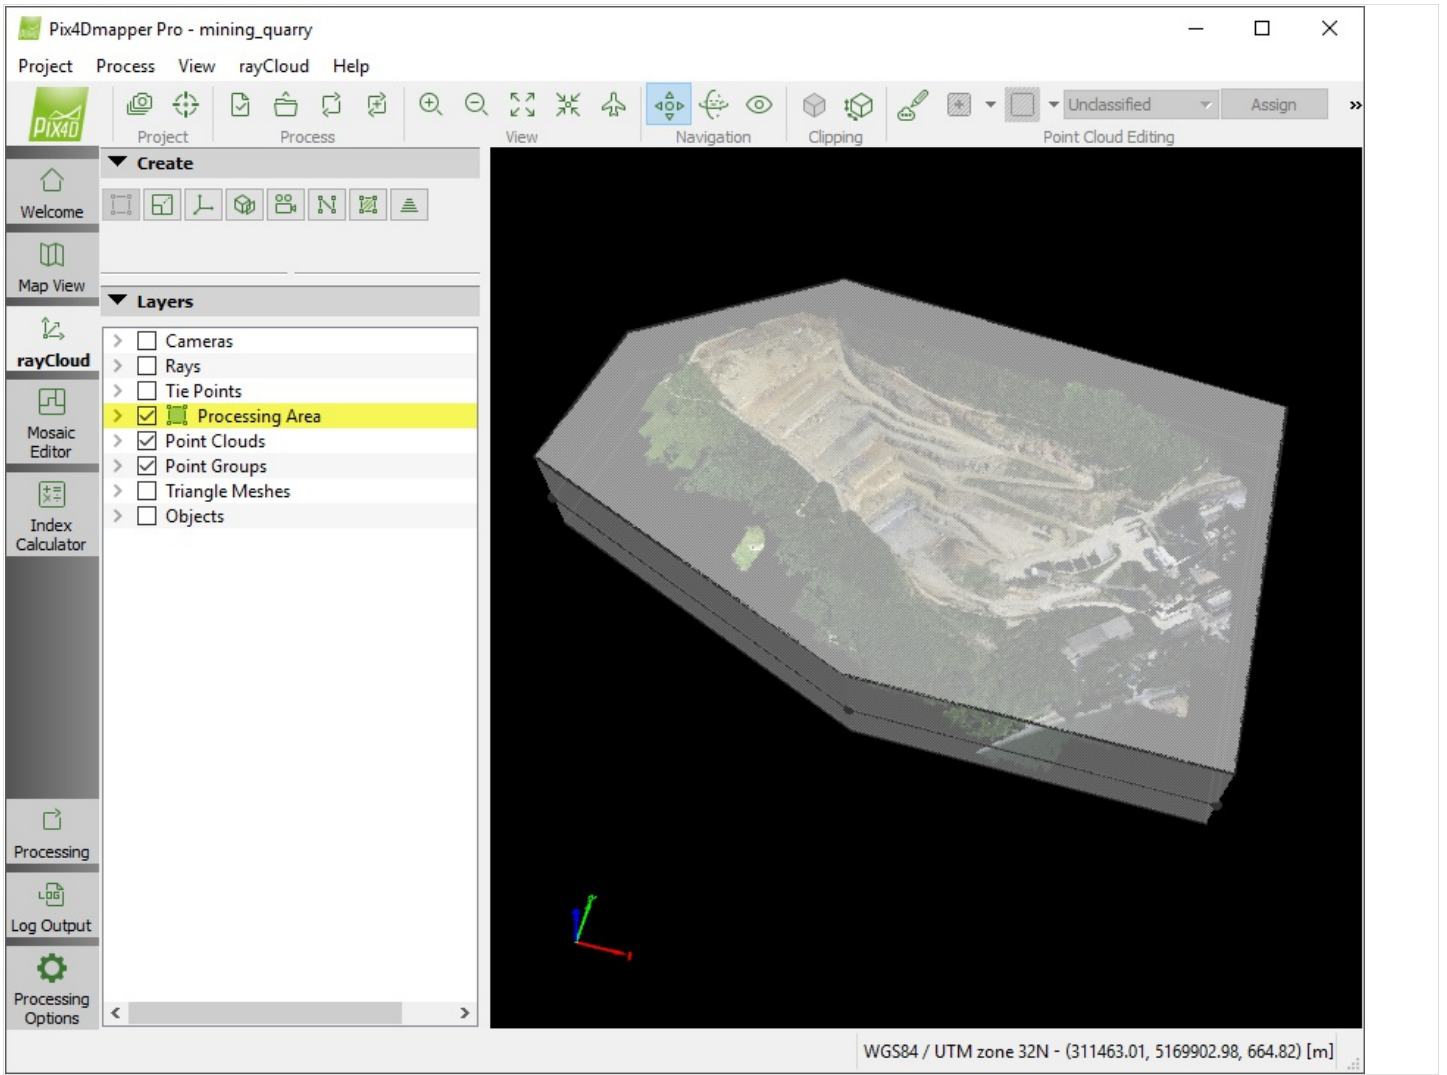 Pix4Dmapper Pro - mining_quarry
Project Process View rayCloud Help
PIX4D
Unclassified
Assign
»
Project
Process
View
Navigation
Clipping
Point Cloud Editing
Create
Welcome
Map View
rayCloud
Mosaic
Editor
Index
Calculator
Layers
Cameras
Rays
Tie Points
Processing Area
Point Clouds
Point Groups
Triangle Meshes
Objects
Processing
LOG
Log Output
Processing
Options
WGS84 / UTM zone 32N - (311463.01, 5169902.98, 664.82) [m]